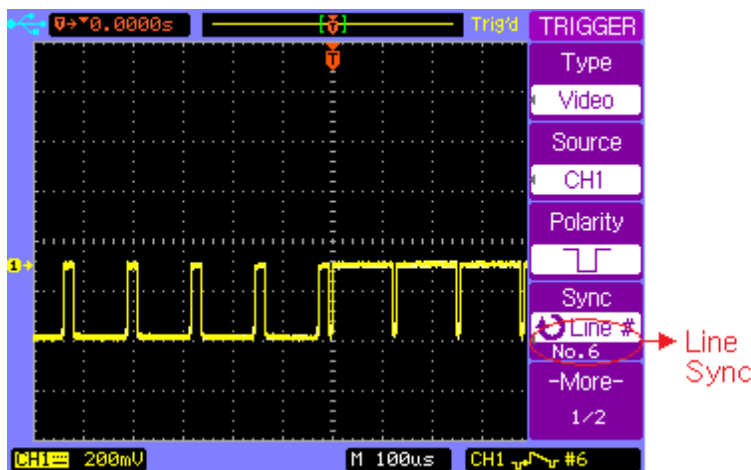 T→▼0.0000s
[T]
Trig'd
TRIGGER
T
Type
Video
Source
CH1
Polarity
1
Sync
Line #
No.6
Line
Sync
-More-
1/2
CH1 200mV
M 100us
CH1 #6